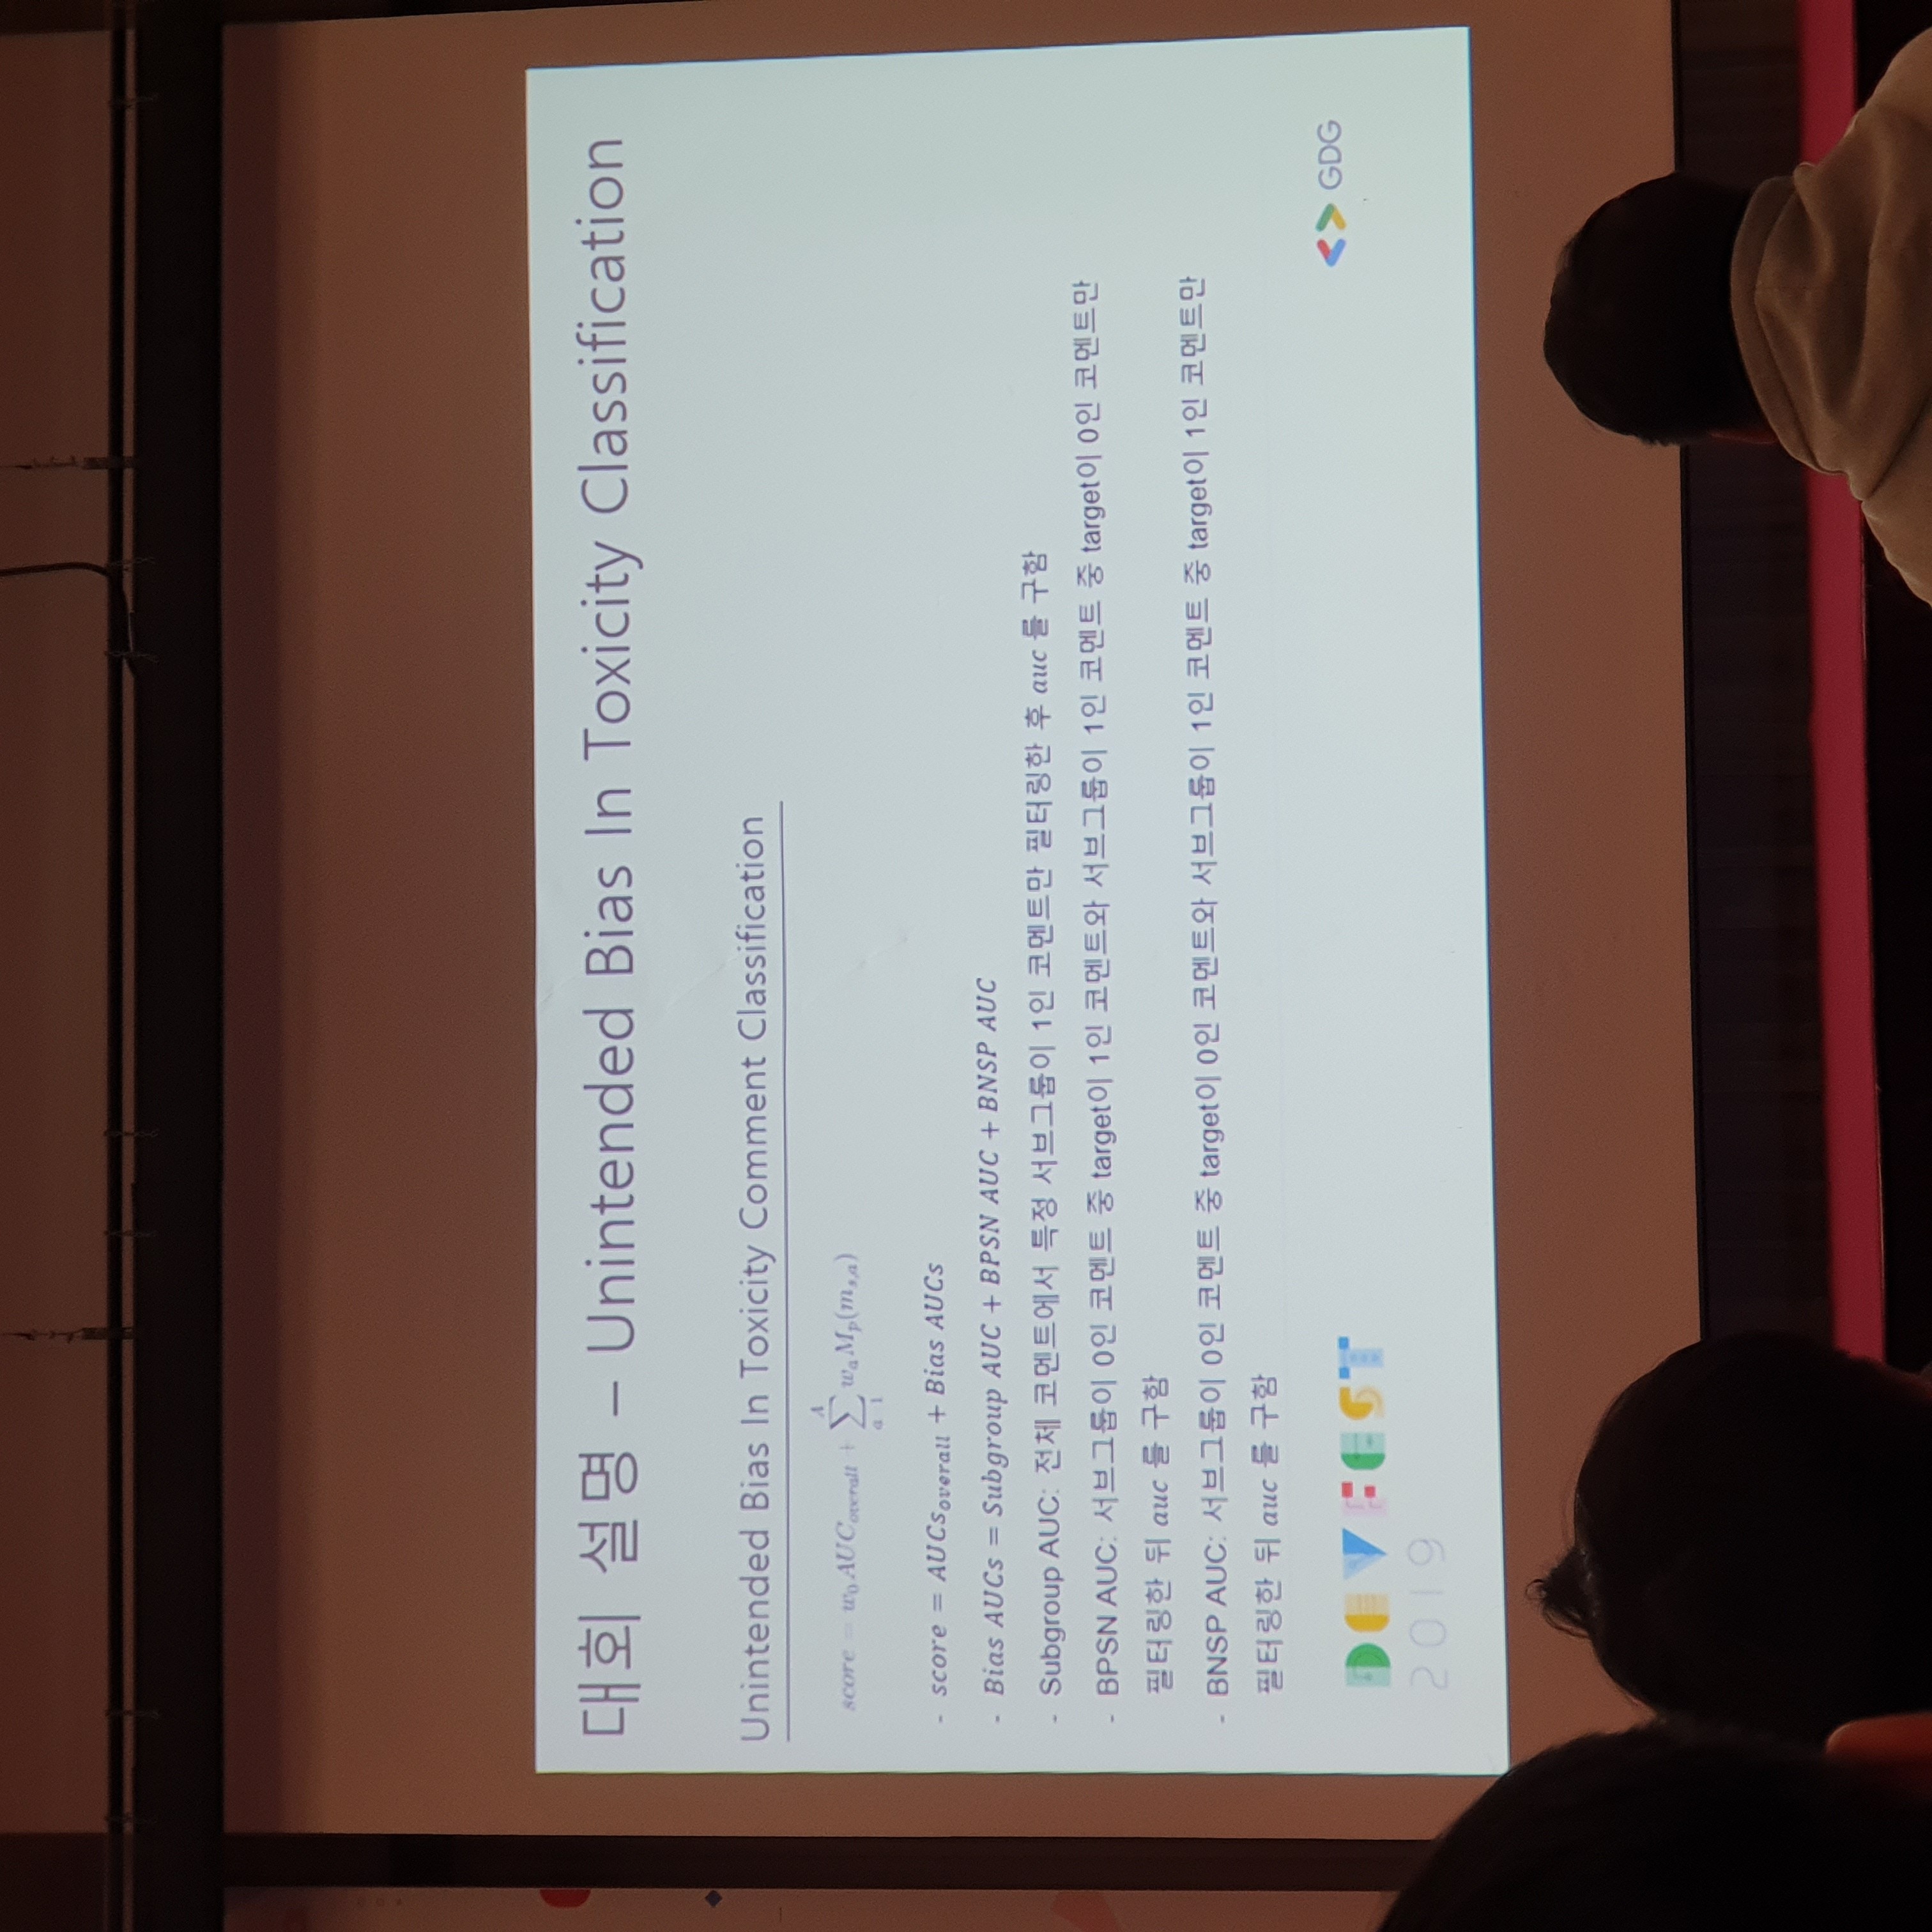 대회 설명 – Unintended Bias In Toxicity Classification
Unintended Bias In Toxicity Comment Classification
A
score = w₀AUC_overall + ∑ wₐMₚ(mₛ,ₐ)
a=1
- score = AUCs_overall + Bias AUCs
- Bias AUCs = Subgroup AUC + BPSN AUC + BNSP AUC
- Subgroup AUC: 전체 코멘트에서 특정 서브그룹이 1인 코멘트만 필터링한 후 auc 를 구함
- BPSN AUC: 서브그룹이 0인 코멘트 중 target이 1인 코멘트와 서브그룹이 1인 코멘트 중 target이 0인 코멘트만
필터링한 뒤 auc 를 구함
- BNSP AUC: 서브그룹이 0인 코멘트 중 target이 0인 코멘트와 서브그룹이 1인 코멘트 중 target이 1인 코멘트만
필터링한 뒤 auc 를 구함
DEVFEST
2019
GDG